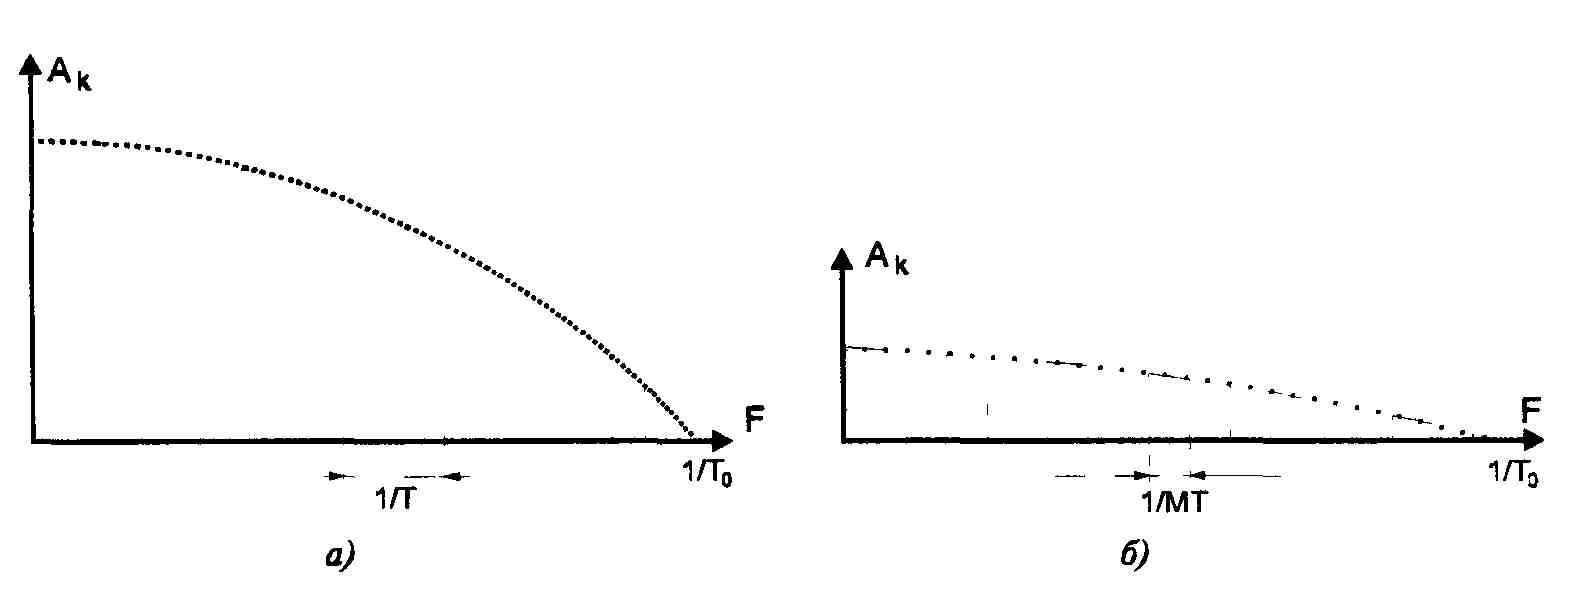 A k
F
1/T₀
1/T
а)
A k
F
1/T₀
1/MT
б)